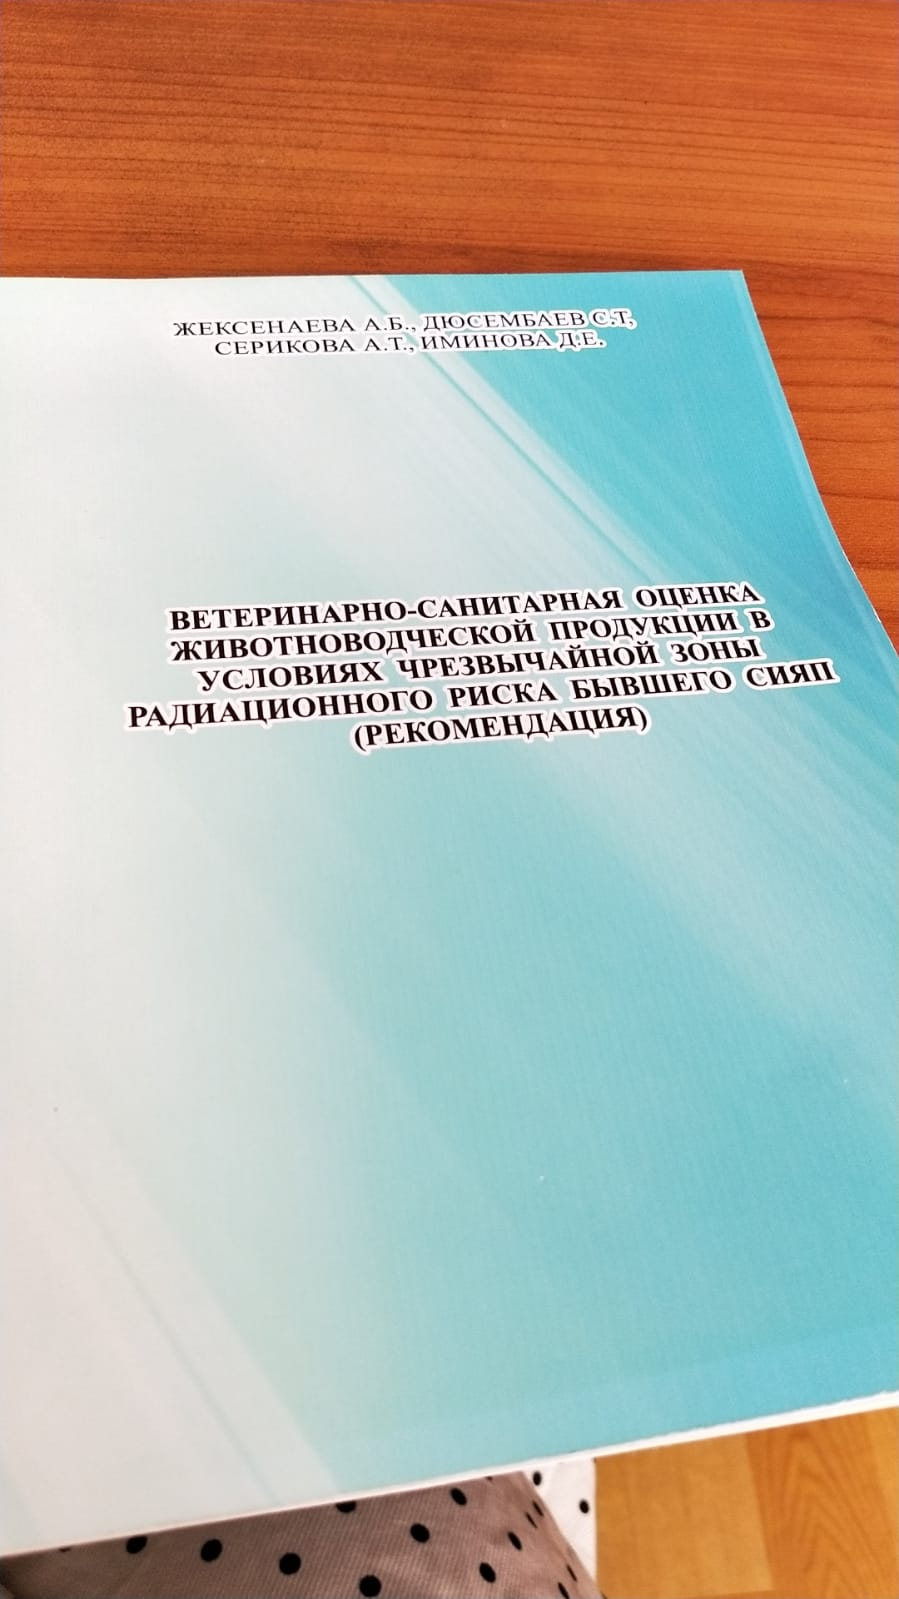 ЖЕКСЕНАЕВА А.Б., ДЮСЕМБАЕВ С.Т,
СЕРИКОВА А.Т., ИМИНОВА Д.Е.
ВЕТЕРИНАРНО-САНИТАРНАЯ ОЦЕНКА
ЖИВОТНОВОДЧЕСКОЙ ПРОДУКЦИИ В
УСЛОВИЯХ ЧРЕЗВЫЧАЙНОЙ ЗОНЫ
РАДИАЦИОННОГО РИСКА БЫВШЕГО СИЯП
(РЕКОМЕНДАЦИЯ)